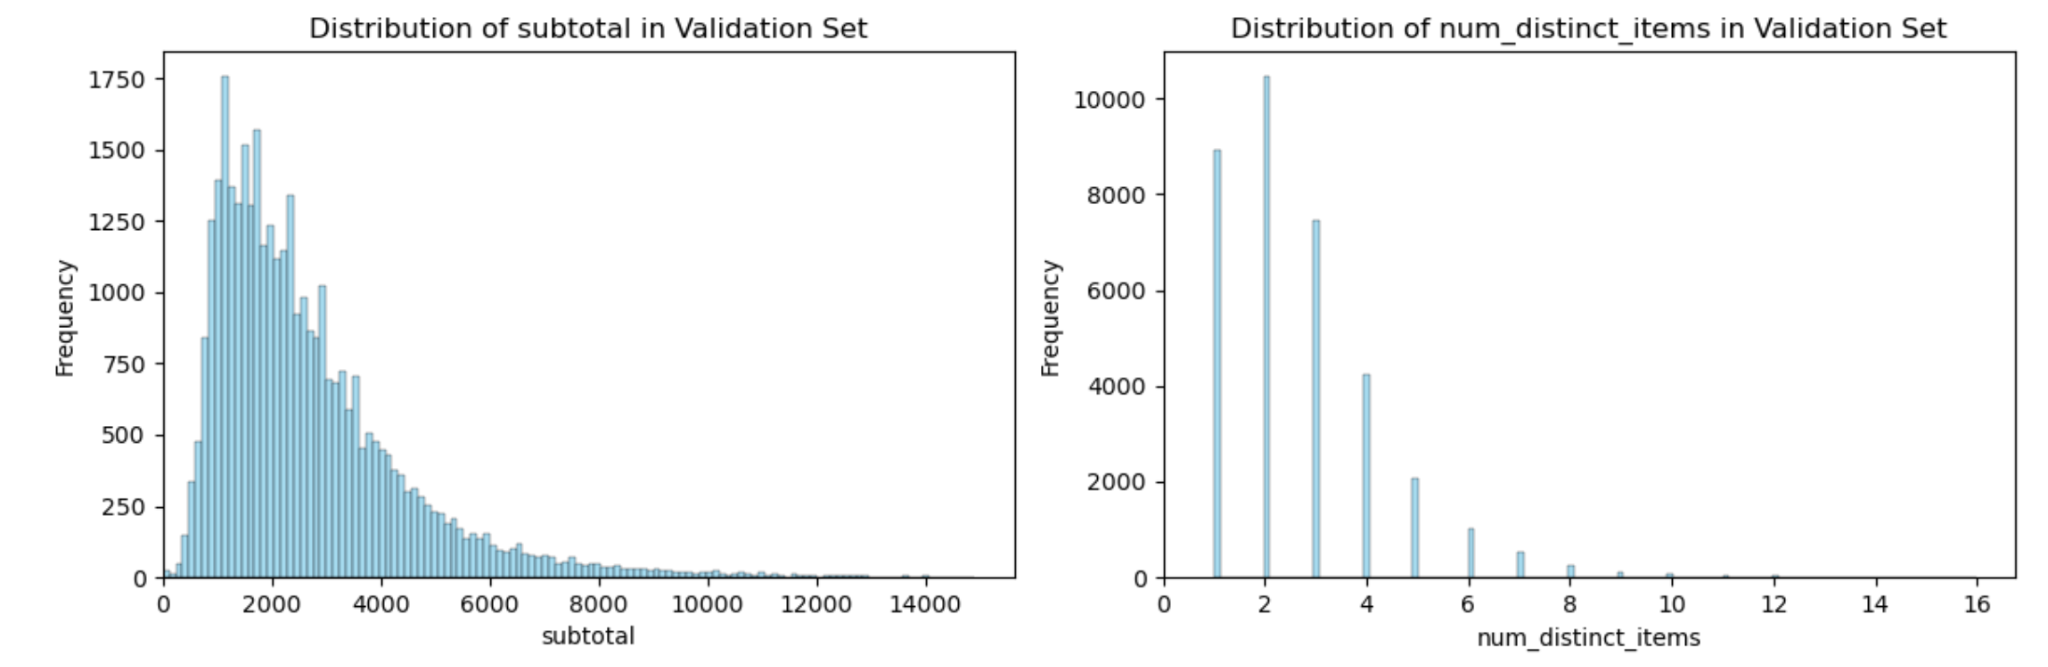 Distribution of subtotal in Validation Set
1750
1500
1250
1000
750
500
250
0
Frequency
0 2000 4000 6000 8000 10000 12000 14000
subtotal
Distribution of num_distinct_items in Validation Set
10000
8000
6000
4000
2000
0
Frequency
0 2 4 6 8 10 12 14 16
num_distinct_items